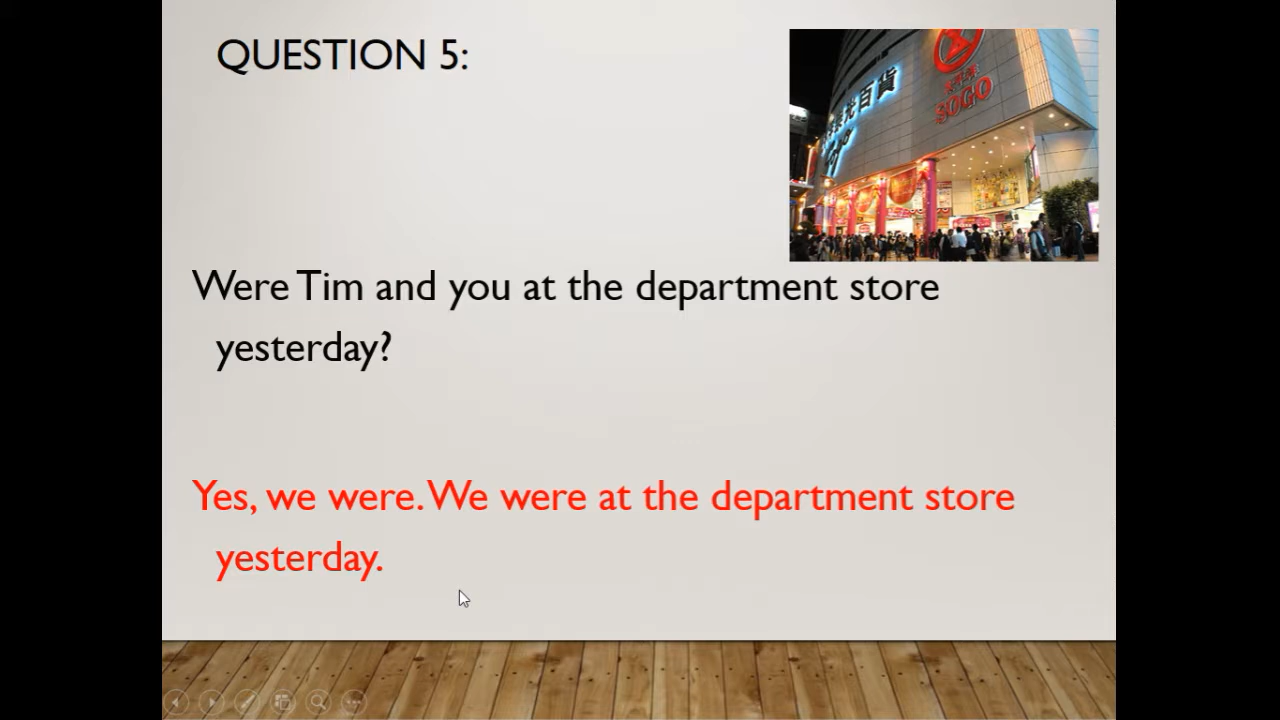 QUESTION 5:
SOGO
Were Tim and you at the department store
yesterday?
Yes, we were. We were at the department store
yesterday.